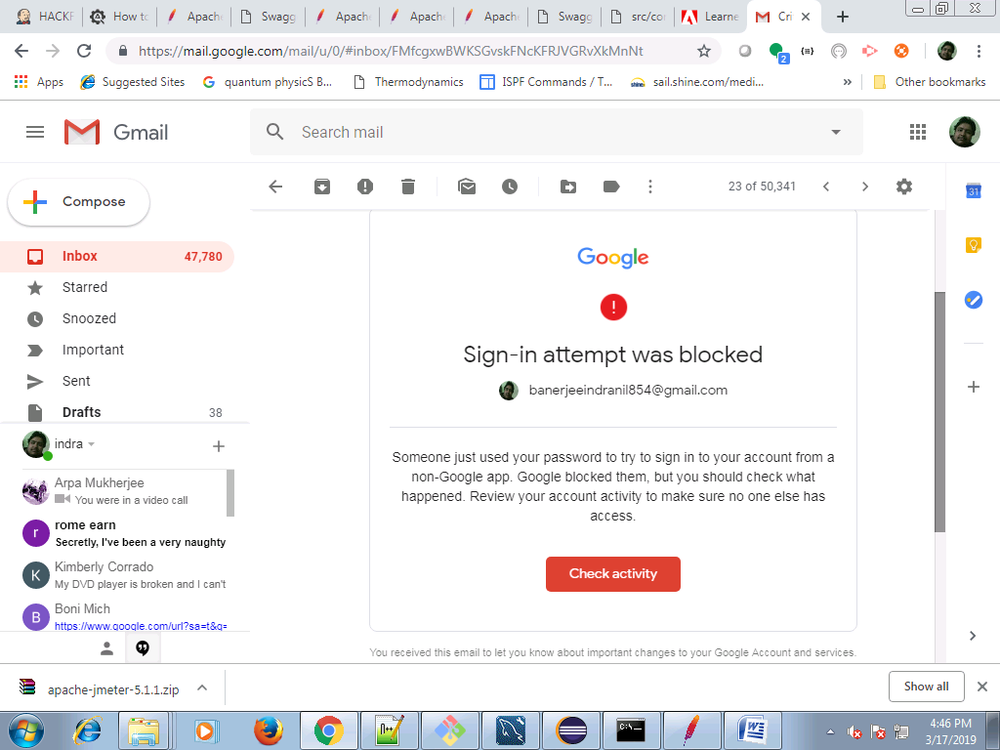 HACKF
How to
Apache
Swagg
Apache
Apache
Apache
Swagg
src/con
Learne
Cri
https://mail.google.com/mail/u/0/#inbox/FMfcgxwBWKSGvskFNcKFRJVGRvXkMnNt
2
Apps
Suggested Sites
quantum physicS B...
Thermodynamics
ISPF Commands / T...
sail.shine.com/medi...
»
Other bookmarks
Gmail
Search mail
Compose
23 of 50,341
31
Inbox 47,780
Starred
Snoozed
Important
Sent
Drafts 38
indra
Arpa Mukherjee
You were in a video call
r
rome earn
Secretly, I've been a very naughty
K
Kimberly Corrado
My DVD player is broken and I can't
B
Boni Mich
https://www.google.com/url?sa=t&q=
Google
!
Sign-in attempt was blocked
banerjeeindranil854@gmail.com
Someone just used your password to try to sign in to your account from a
non-Google app. Google blocked them, but you should check what
happened. Review your account activity to make sure no one else has
access.
Check activity
You received this email to let you know about important changes to your Google Account and services.
apache-jmeter-5.1.1.zip
Show all
4:46 PM
3/17/2019